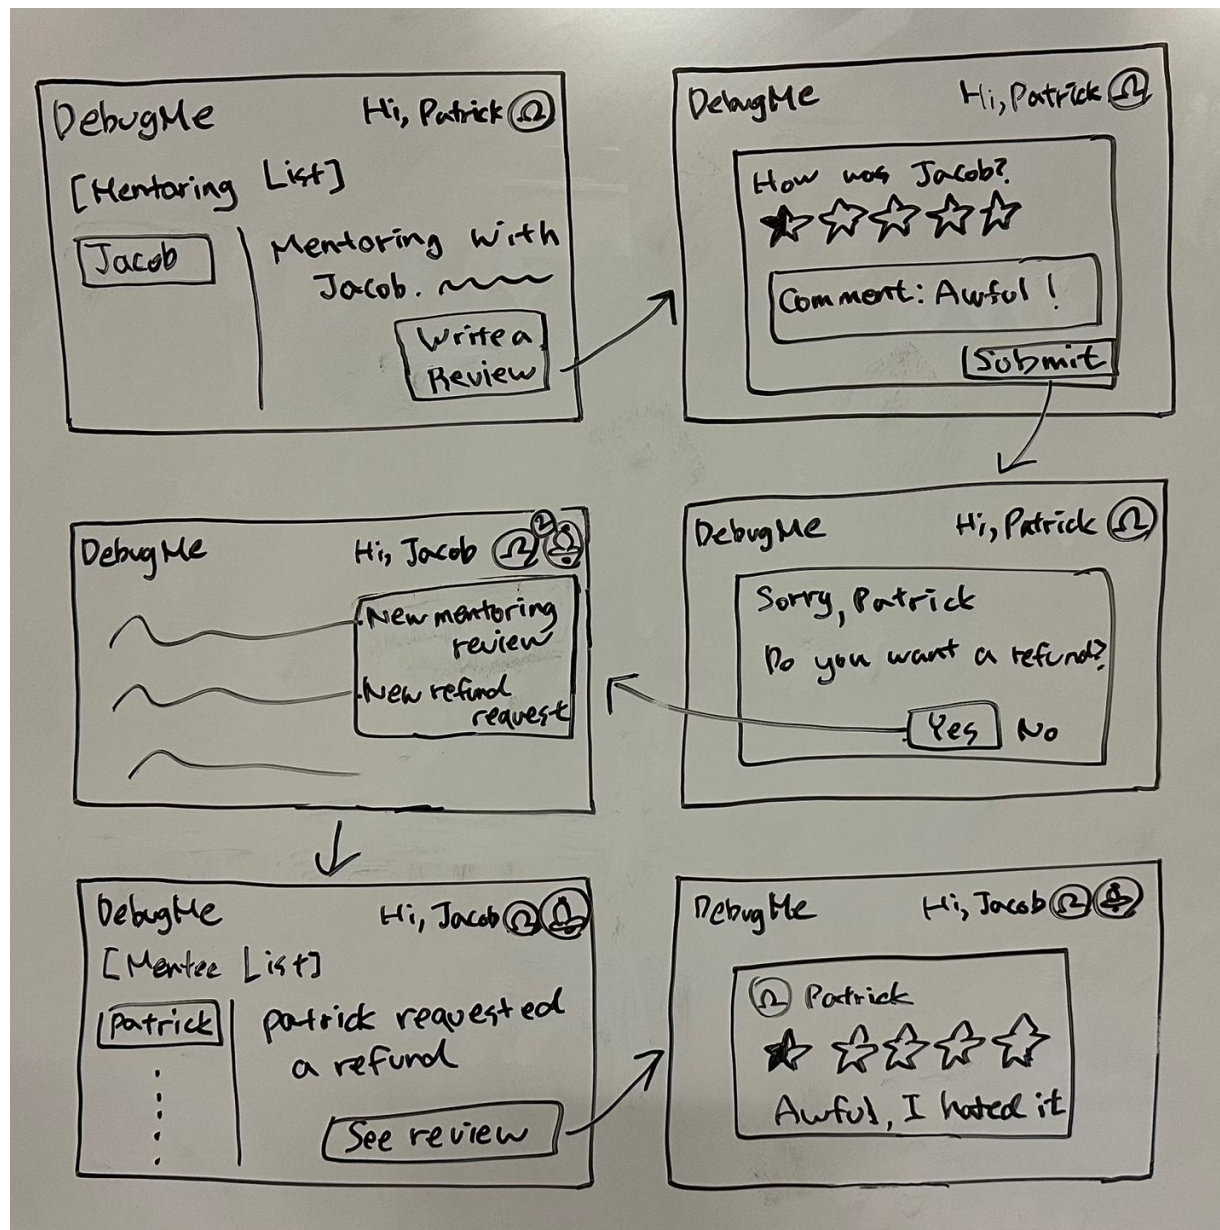 DebugMe
Hi, Patrick
[Mentoring List]
Jacob
Mentoring with
Jacob.
Write a
Review
DebugMe
Hi, Patrick
How was Jacob?
Comment: Awful!
Submit
DebugMe
Hi, Patrick
Sorry, Patrick
Do you want a refund?
Yes
No
DebugMe
Hi, Jacob
2
New mentoring
review
New refund
request
DebugMe
Hi, Jacob
[Mentee List]
Patrick
patrick requested
a refund
See review
DebugMe
Hi, Jacob
Patrick
Awful, I hated it